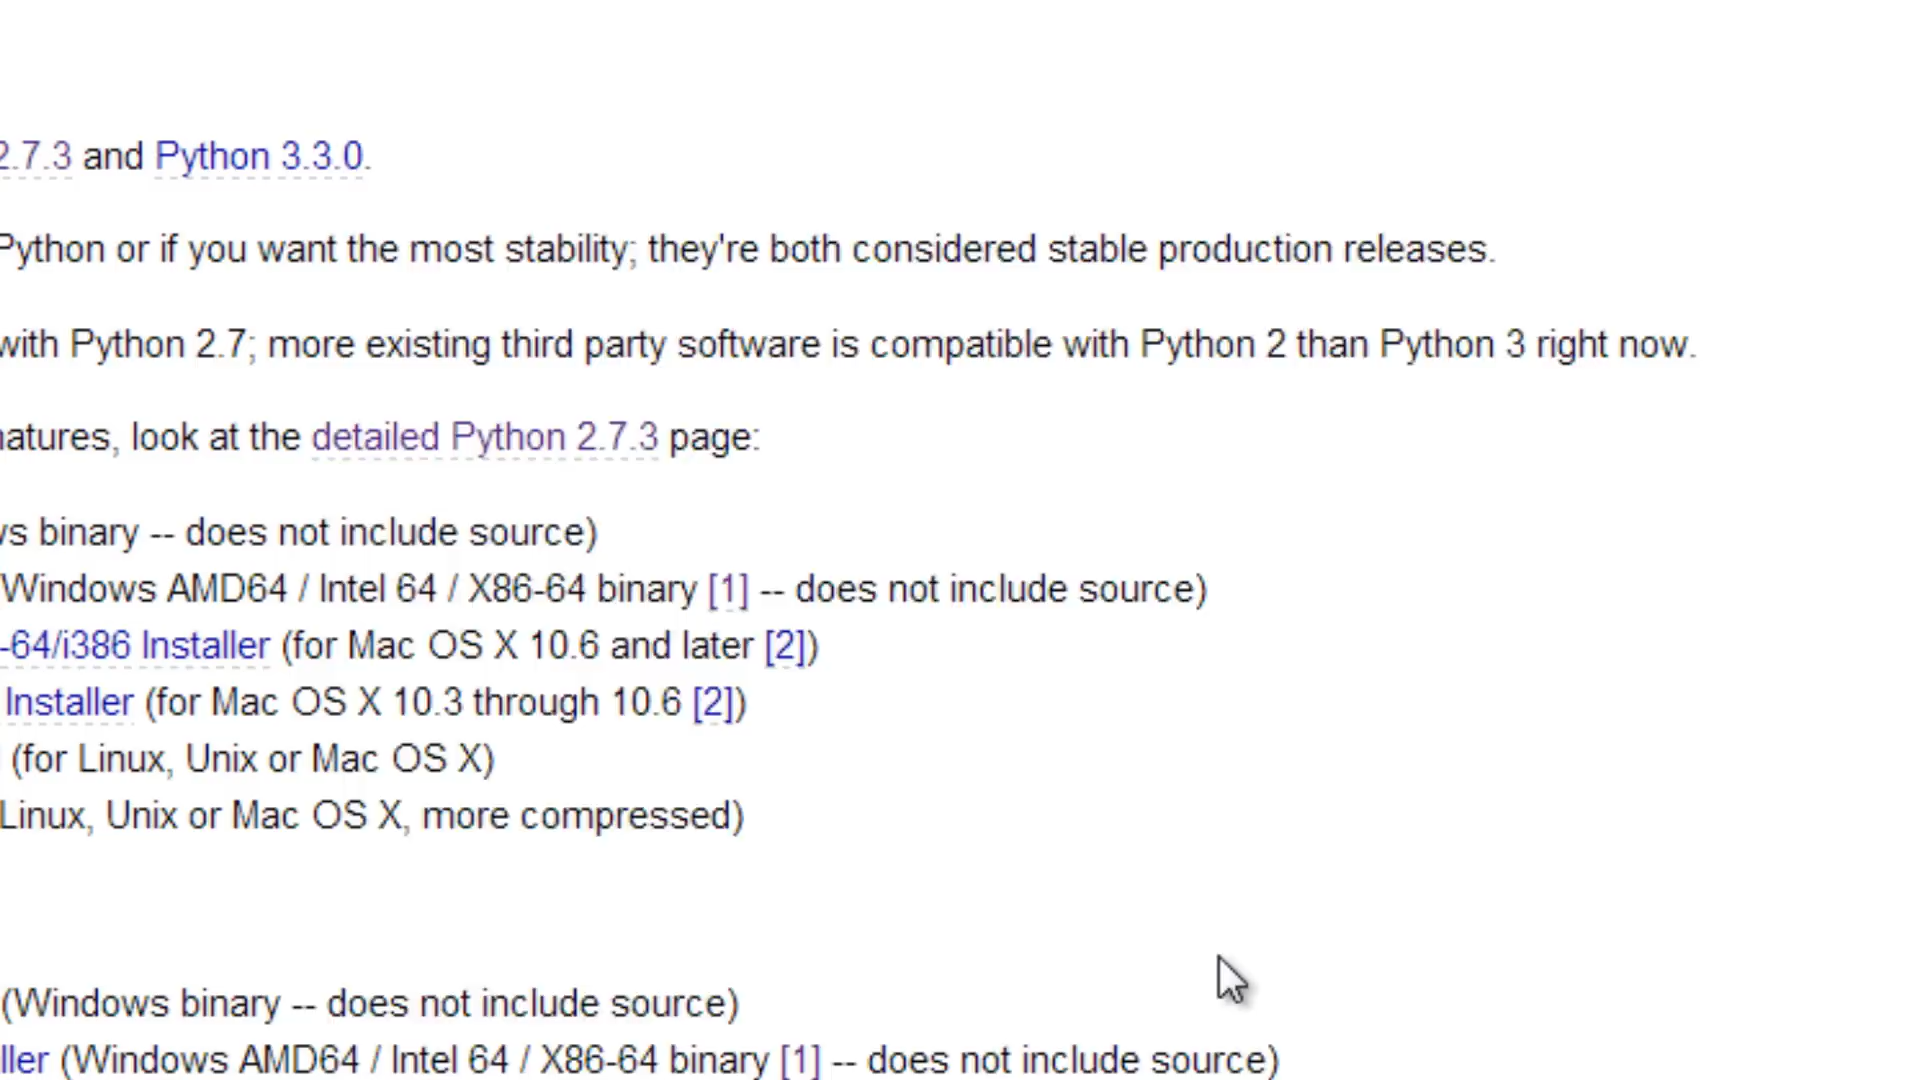 2.7.3 and Python 3.3.0.
Python or if you want the most stability; they're both considered stable production releases.
with Python 2.7; more existing third party software is compatible with Python 2 than Python 3 right now.
natures, look at the detailed Python 2.7.3 page:
ws binary -- does not include source)
(Windows AMD64 / Intel 64 / X86-64 binary [1] -- does not include source)
-64/i386 Installer (for Mac OS X 10.6 and later [2])
Installer (for Mac OS X 10.3 through 10.6 [2])
(for Linux, Unix or Mac OS X)
Linux, Unix or Mac OS X, more compressed)
(Windows binary -- does not include source)
ller (Windows AMD64 / Intel 64 / X86-64 binary [1] -- does not include source)